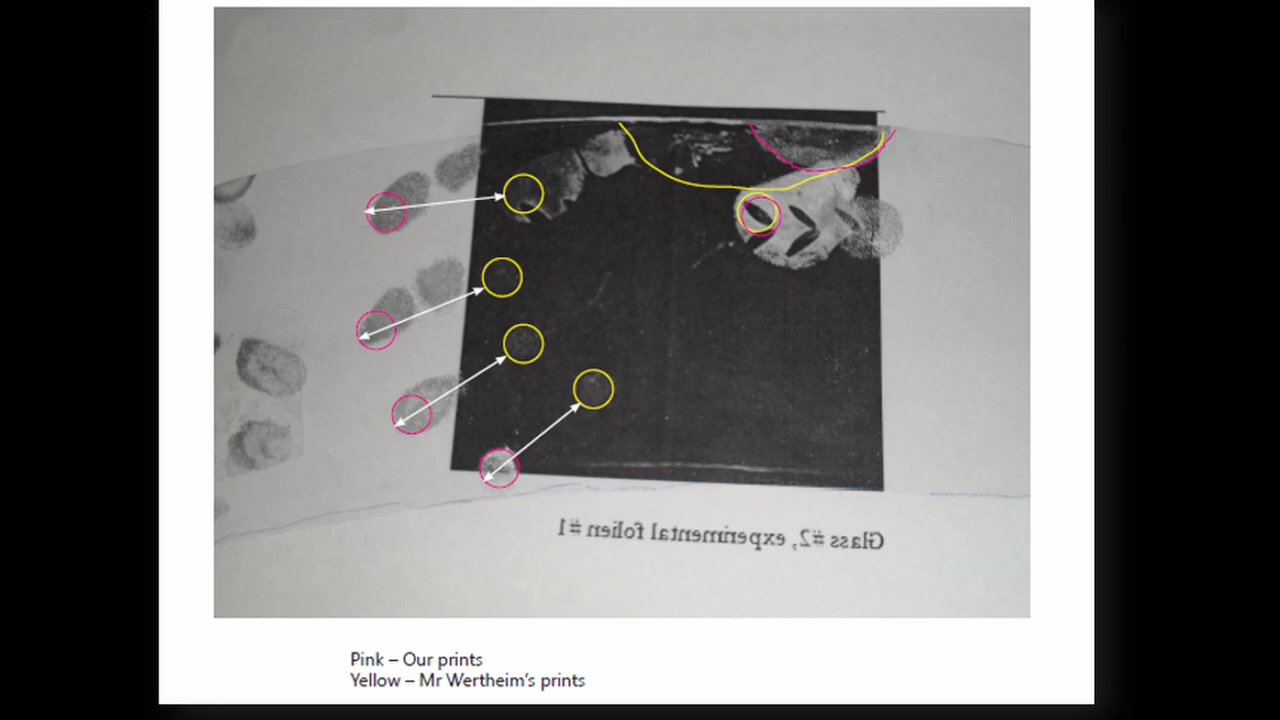 Glass #2, experimental folien #1
Pink – Our prints
Yellow – Mr Wertheim's prints